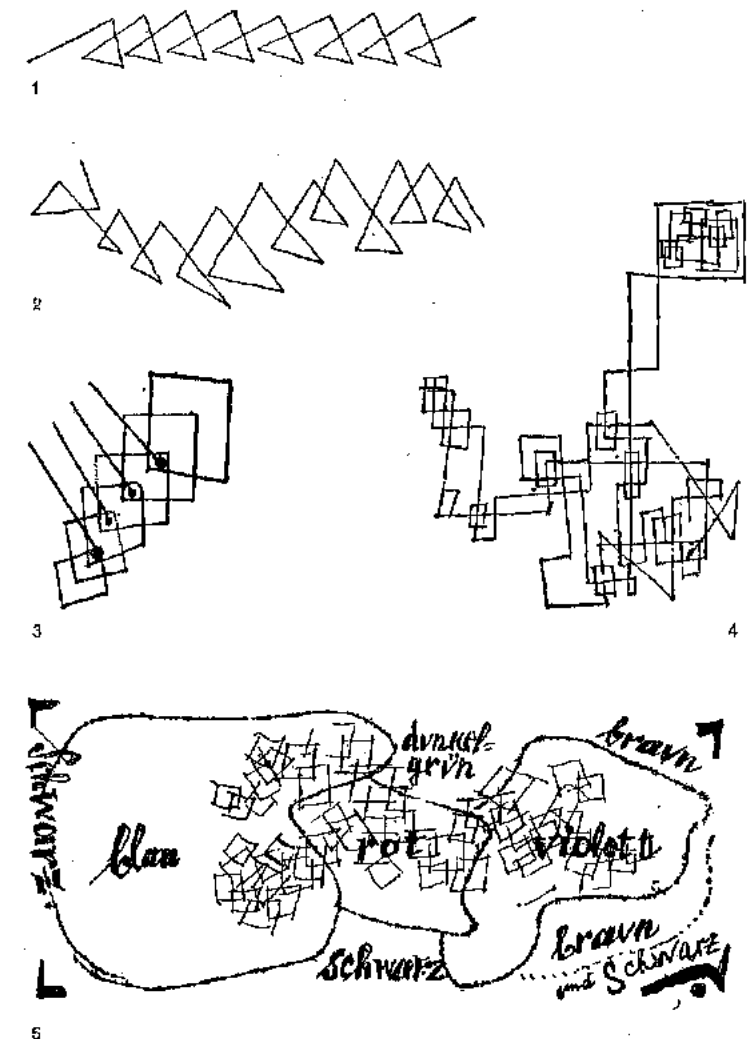 1
2
3
4
dunkel=
grün
braun
schwarz
blau
rot
violett
schwarz
braun
und Schwarz
5